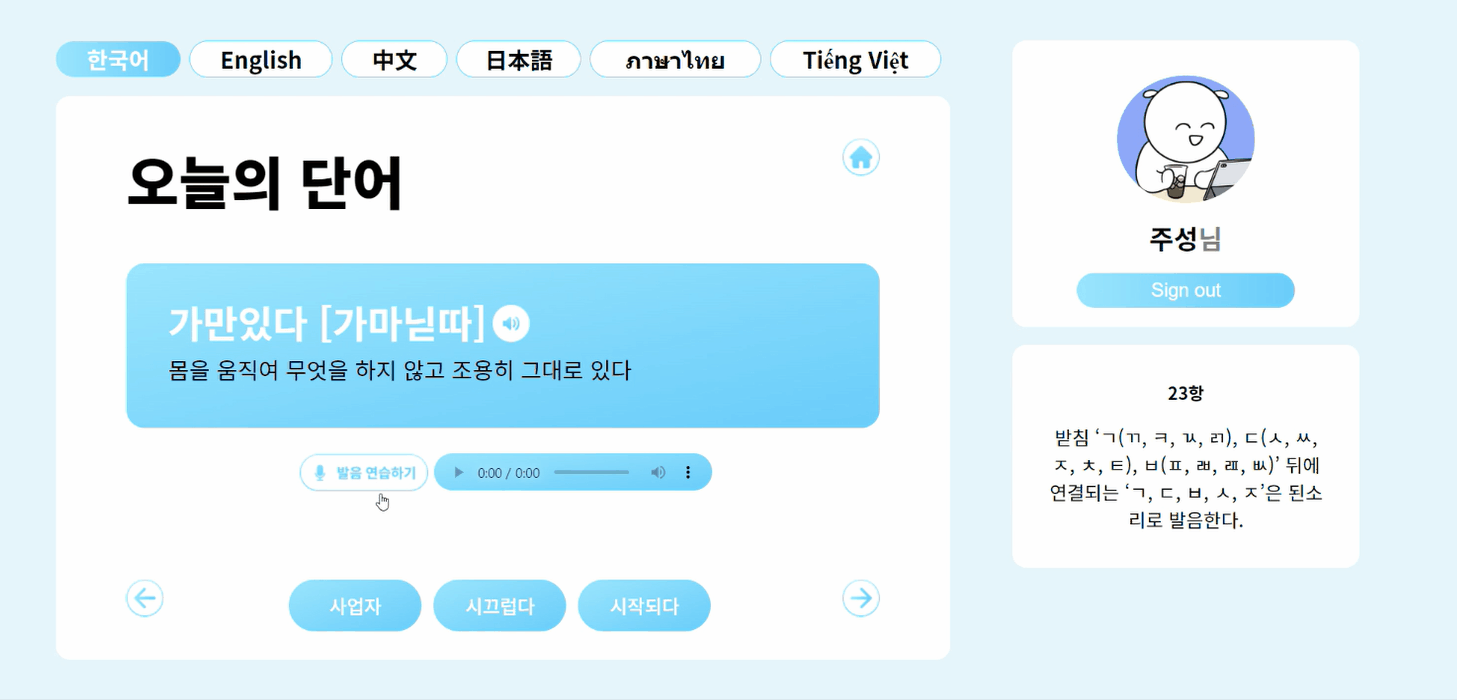 한국어 English 中文 日本語 ภาษาไทย Tiếng Việt
오늘의 단어
가만있다 [가마닏따]
몸을 움직여 무엇을 하지 않고 조용히 그대로 있다
발음 연습하기 0:00 / 0:00
사업자 시끄럽다 시작되다
주성님
Sign out
23항
받침 ‘ㄱ(ㄲ, ㅋ, ㄳ, ㄺ), ㄷ(ㅅ, ㅆ,
ㅈ, ㅊ, ㅌ), ㅂ(ㅍ, ㄼ, ㄿ, ㅄ)’ 뒤에
연결되는 ‘ㄱ, ㄷ, ㅂ, ㅅ, ㅈ’은 된소
리로 발음한다.